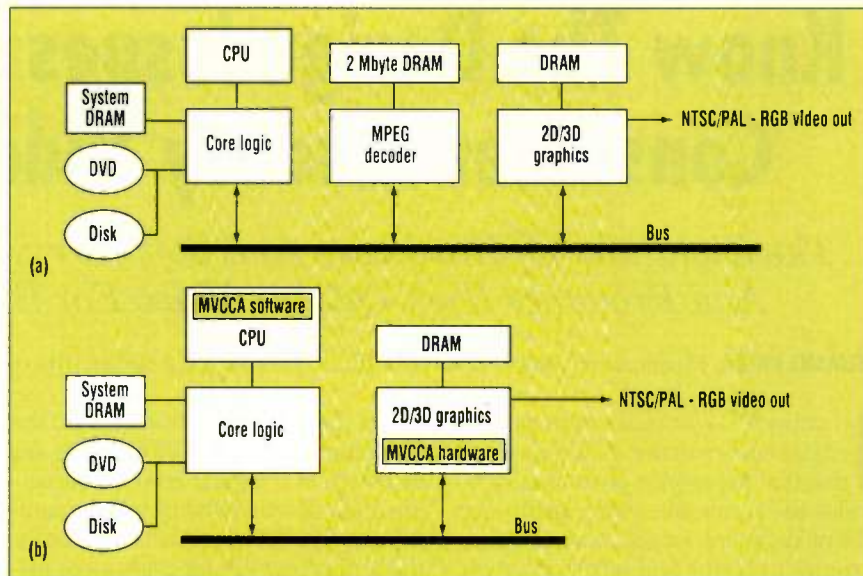 CPU
2 Mbyte DRAM
DRAM
System
DRAM
Core logic
MPEG
decoder
2D/3D
graphics
NTSC/PAL - RGB video out
DVD
Disk
Bus
(a)
MVCCA software
CPU
DRAM
System
DRAM
Core logic
2D/3D graphics
MVCCA hardware
NTSC/PAL - RGB video out
DVD
Disk
Bus
(b)